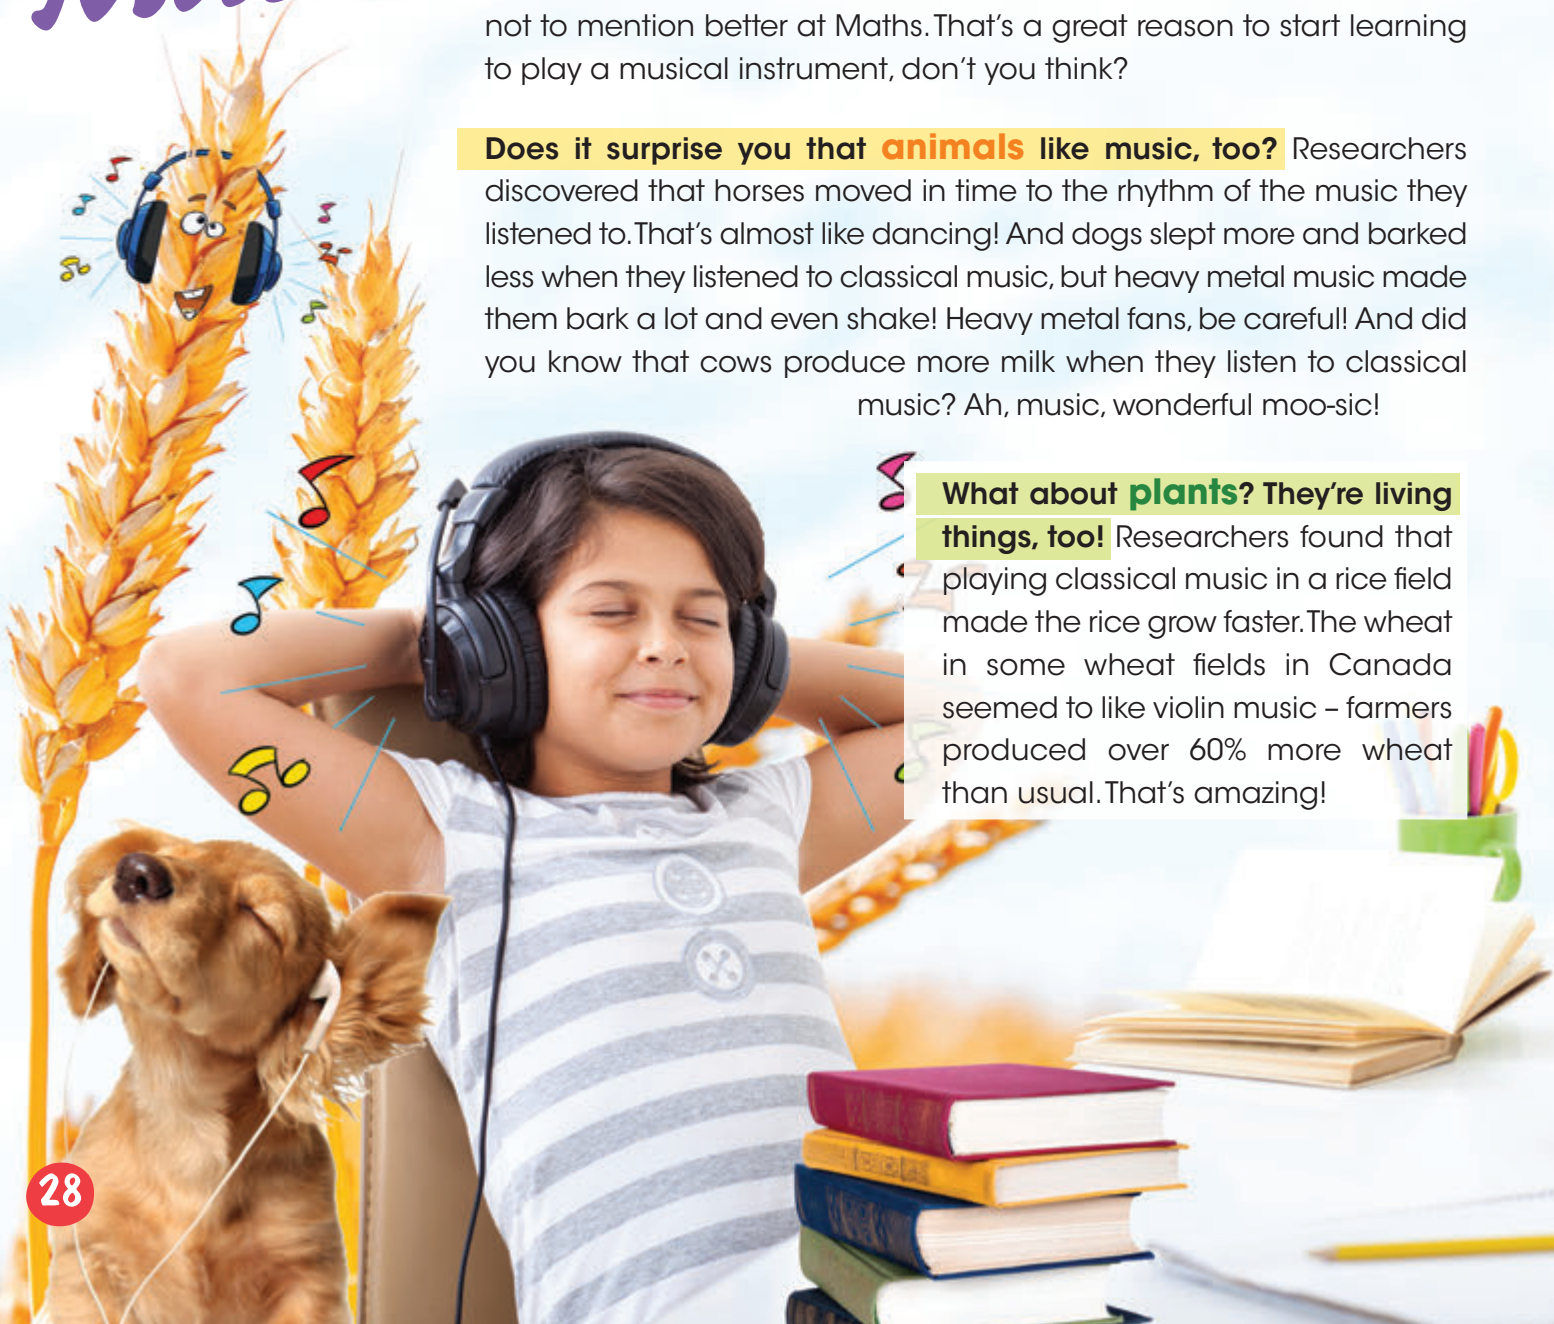 not to mention better at Maths. That's a great reason to start learning
to play a musical instrument, don't you think?
Does it surprise you that animals like music, too? Researchers
discovered that horses moved in time to the rhythm of the music they
listened to. That's almost like dancing! And dogs slept more and barked
less when they listened to classical music, but heavy metal music made
them bark a lot and even shake! Heavy metal fans, be careful! And did
you know that cows produce more milk when they listen to classical
music? Ah, music, wonderful moo-sic!
What about plants? They're living
things, too! Researchers found that
playing classical music in a rice field
made the rice grow faster. The wheat
in some wheat fields in Canada
seemed to like violin music – farmers
produced over 60% more wheat
than usual. That's amazing!
28